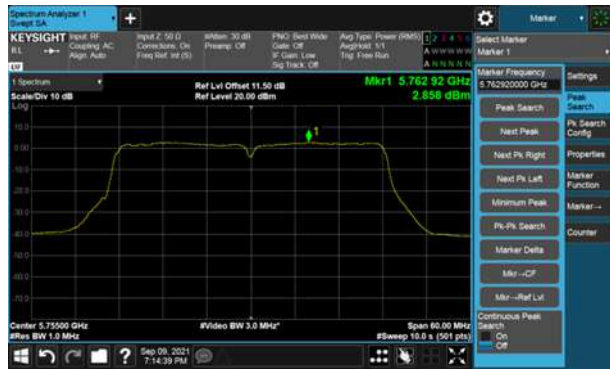 Spectrum Analyzer 1
Swept SA
+
Marker
KEYSIGHT
Input: RF
Input Z: 50 Ω
#Atten: 30 dB
PNO: Best Wide
Avg Type: Power (RMS)
1 2 3 4 5 6
RL
Coupling: AC
Corrections: On
Preamp: Off
Gate: Off
Avg|Hold: 1/1
Align: Auto
Freq Ref: Int (S)
IF Gain: Low
Trig: Free Run
A W W W W W
Sig Track: Off
A N N N N N
Select Marker
Marker 1
1 Spectrum
Ref Lvl Offset 11.50 dB
Mkr1 5.762 92 GHz
Scale/Div 10 dB
Ref Level 20.00 dBm
2.858 dBm
Log
10.0
0.00
-10.0
-20.0
-30.0
-40.0
-50.0
-60.0
-70.0
1
Center 5.75500 GHz
#Video BW 3.0 MHz*
Span 60.00 MHz
#Res BW 1.0 MHz
#Sweep 10.0 s (501 pts)
Marker Frequency
5.762920000 GHz
Peak Search
Next Peak
Next Pk Right
Next Pk Left
Minimum Peak
Pk-Pk Search
Marker Delta
Mkr→CF
Mkr→Ref Lvl
Continuous Peak
Search
On
Off
Settings
Peak
Search
Pk Search
Config
Properties
Marker
Function
Marker→
Counter
?
Sep 09, 2021
7:14:39 PM